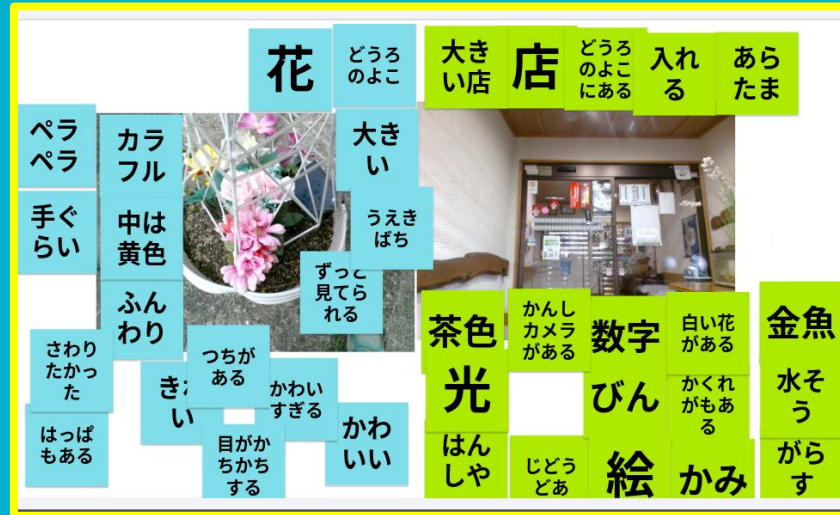 花
どうろ
のよこ
大き
い店
店
どうろ
のよこ
にある
入れ
る
あら
たま
ペラ
ペラ
カラ
フル
大き
い
手ぐ
らい
中は
黄色
うえき
ばち
ずっと
見てら
れる
ふん
わり
茶色
かんし
カメラ
がある
数字
白い花
がある
金魚
さわり
たかっ
た
つちが
ある
きれ
い
かわい
すぎる
光
びん
かくれ
がもあ
る
水そ
う
はっぱ
もある
目がか
ちかち
する
かわ
いい
はん
しゃ
じどう
どあ
絵
かみ
がら
す